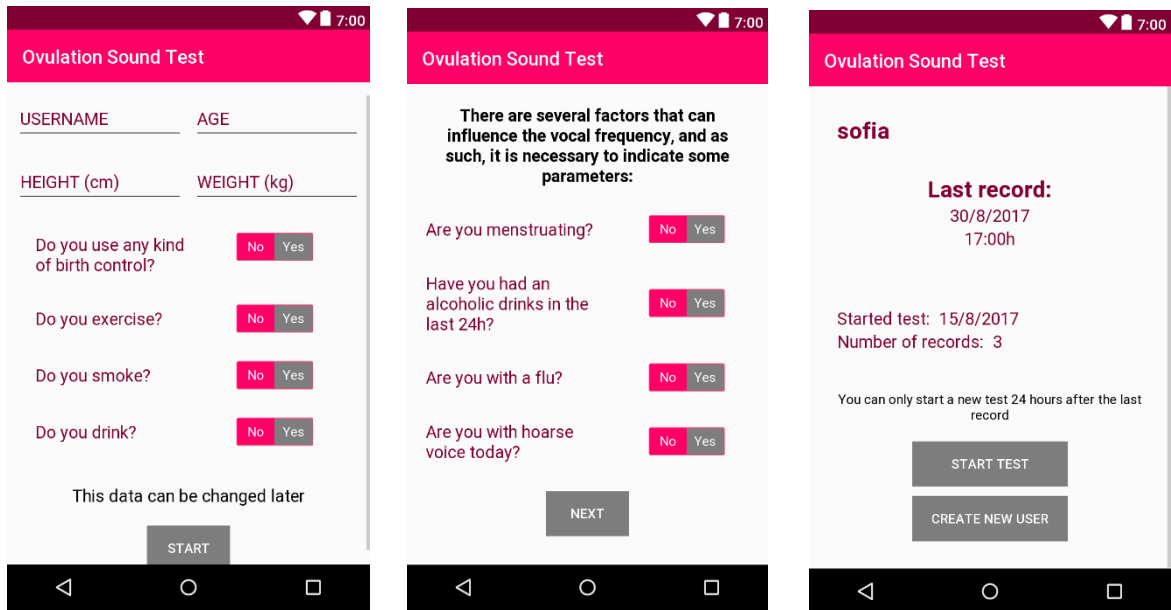 7:00
Ovulation Sound Test
USERNAME AGE
HEIGHT (cm) WEIGHT (kg)
Do you use any kind
of birth control?
No Yes
Do you exercise?
No Yes
Do you smoke?
No Yes
Do you drink?
No Yes
This data can be changed later
START
7:00
Ovulation Sound Test
There are several factors that can
influence the vocal frequency, and as
such, it is necessary to indicate some
parameters:
Are you menstruating?
No Yes
Have you had an
alcoholic drinks in the
last 24h?
No Yes
Are you with a flu?
No Yes
Are you with hoarse
voice today?
No Yes
NEXT
7:00
Ovulation Sound Test
sofia
Last record:
30/8/2017
17:00h
Started test: 15/8/2017
Number of records: 3
You can only start a new test 24 hours after the last
record
START TEST
CREATE NEW USER